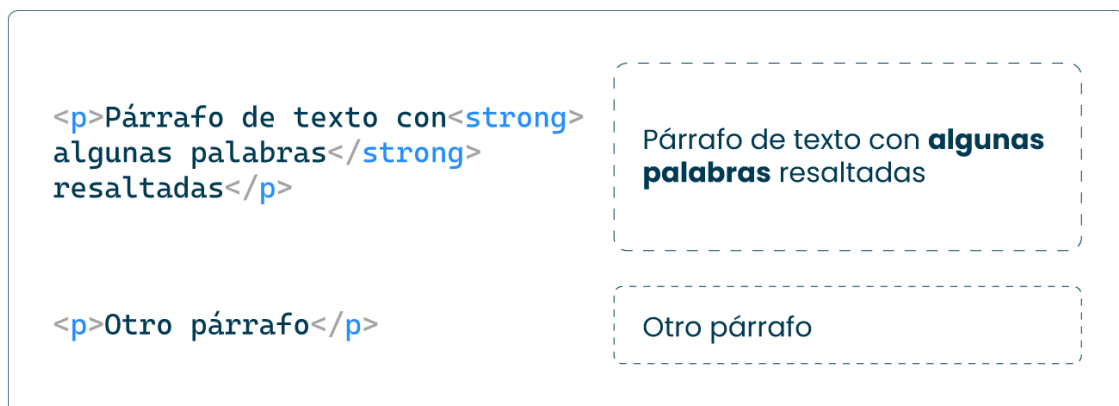 <p>Párrafo de texto con<strong>
algunas palabras</strong>
resaltadas</p>
Párrafo de texto con algunas
palabras resaltadas
<p>Otro párrafo</p>
Otro párrafo